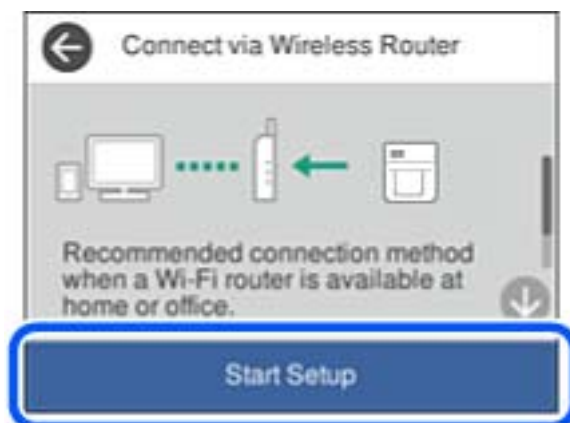 Connect via Wireless Router
Recommended connection method
when a Wi-Fi router is available at
home or office.
Start Setup